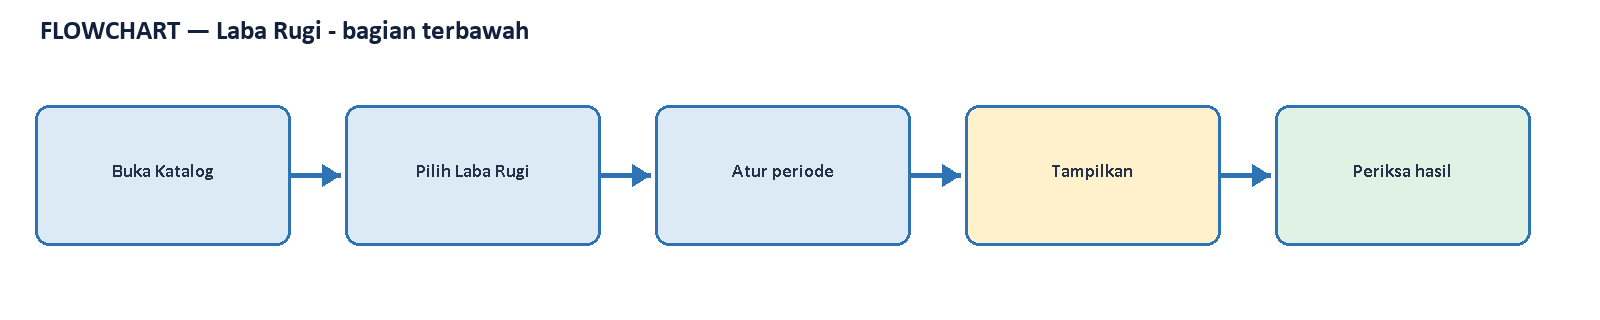 FLOWCHART — Laba Rugi - bagian terbawah
Buka Katalog
Pilih Laba Rugi
Atur periode
Tampilkan
Periksa hasil